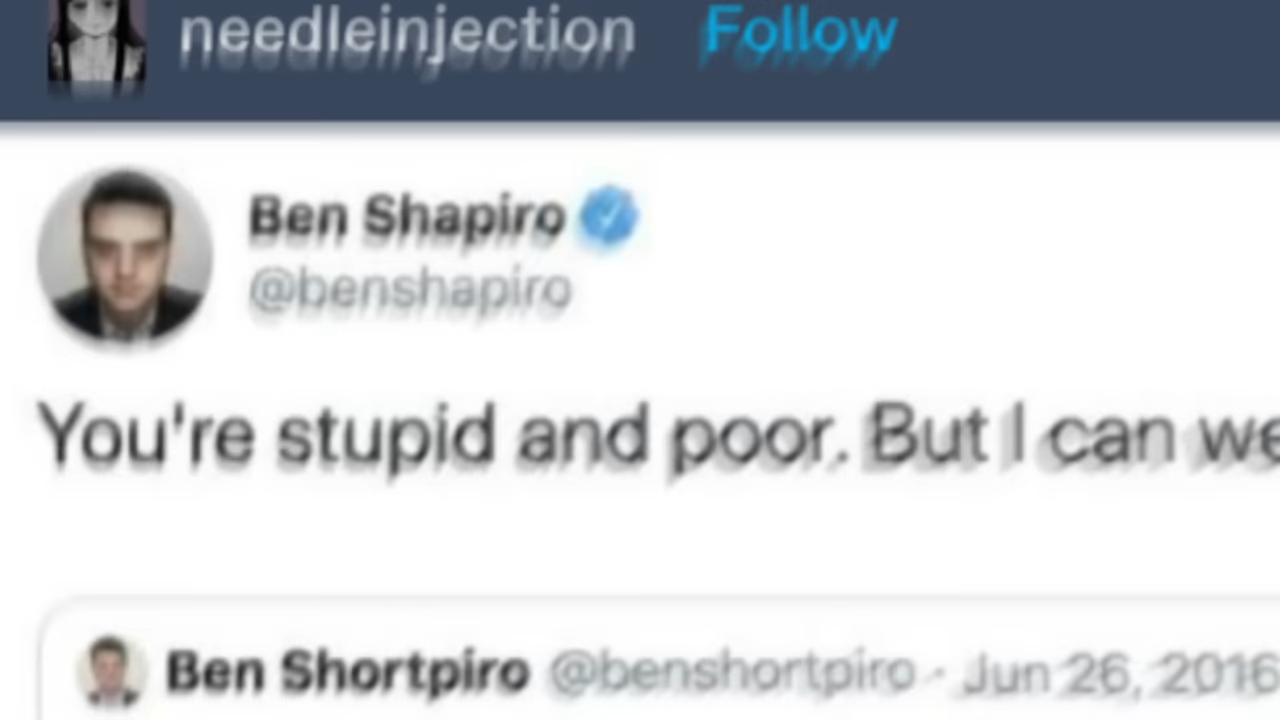 needleinjection Follow
Ben Shapiro
@benshapiro
You're stupid and poor. But I can we
Ben Shortpiro @benshortpiro · Jun 26, 2016